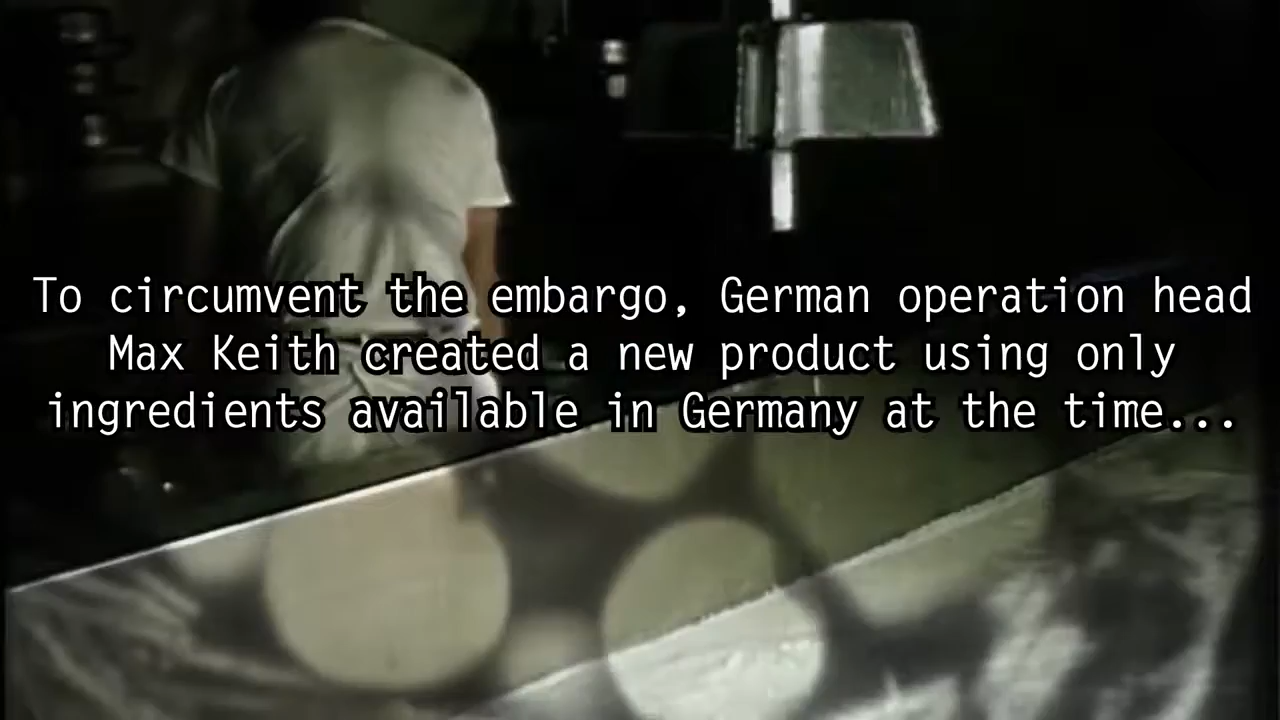 To circumvent the embargo, German operation head
Max Keith created a new product using only
ingredients available in Germany at the time...